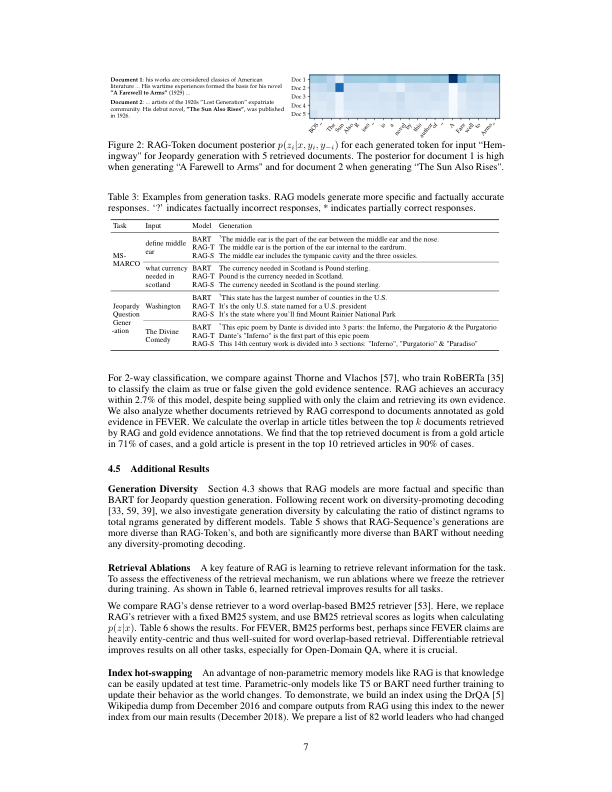 Document 1: his works are considered classics of American
literature ... His wartime experiences formed the basis for his novel
"A Farewell to Arms" (1929) ...
Document 2: ... artists of the 1920s "Lost Generation" expatriate
community. His debut novel, "The Sun Also Rises", was published
in 1926.
Doc 1
Doc 2
Doc 3
Doc 4
Doc 5
BOS
" The Sun Also R ises " is a novel by this author of " A Fare well to Arms "
Figure 2: RAG-Token document posterior p(zᵢ|x, yᵢ, y₋ᵢ) for each generated token for input “Hem-
ingway” for Jeopardy generation with 5 retrieved documents. The posterior for document 1 is high
when generating “A Farewell to Arms" and for document 2 when generating “The Sun Also Rises".
Table 3: Examples from generation tasks. RAG models generate more specific and factually accurate
responses. ‘?’ indicates factually incorrect responses, * indicates partially correct responses.
Task Input Model Generation
MS-
MARCO
define middle
ear
BART ?The middle ear is the part of the ear between the middle ear and the nose.
RAG-T The middle ear is the portion of the ear internal to the eardrum.
RAG-S The middle ear includes the tympanic cavity and the three ossicles.
what currency
needed in
scotland
BART The currency needed in Scotland is Pound sterling.
RAG-T Pound is the currency needed in Scotland.
RAG-S The currency needed in Scotland is the pound sterling.
Jeopardy
Question
Gener
-ation
Washington
BART ?This state has the largest number of counties in the U.S.
RAG-T It's the only U.S. state named for a U.S. president
RAG-S It's the state where you'll find Mount Rainier National Park
The Divine
Comedy
BART *This epic poem by Dante is divided into 3 parts: the Inferno, the Purgatorio & the Purgatorio
RAG-T Dante's "Inferno" is the first part of this epic poem
RAG-S This 14th century work is divided into 3 sections: "Inferno", "Purgatorio" & "Paradiso"
For 2-way classification, we compare against Thorne and Vlachos [57], who train RoBERTa [35]
to classify the claim as true or false given the gold evidence sentence. RAG achieves an accuracy
within 2.7% of this model, despite being supplied with only the claim and retrieving its own evidence.
We also analyze whether documents retrieved by RAG correspond to documents annotated as gold
evidence in FEVER. We calculate the overlap in article titles between the top k documents retrieved
by RAG and gold evidence annotations. We find that the top retrieved document is from a gold article
in 71% of cases, and a gold article is present in the top 10 retrieved articles in 90% of cases.
4.5 Additional Results
Generation Diversity Section 4.3 shows that RAG models are more factual and specific than
BART for Jeopardy question generation. Following recent work on diversity-promoting decoding
[33, 59, 39], we also investigate generation diversity by calculating the ratio of distinct ngrams to
total ngrams generated by different models. Table 5 shows that RAG-Sequence's generations are
more diverse than RAG-Token's, and both are significantly more diverse than BART without needing
any diversity-promoting decoding.
Retrieval Ablations A key feature of RAG is learning to retrieve relevant information for the task.
To assess the effectiveness of the retrieval mechanism, we run ablations where we freeze the retriever
during training. As shown in Table 6, learned retrieval improves results for all tasks.
We compare RAG's dense retriever to a word overlap-based BM25 retriever [53]. Here, we replace
RAG's retriever with a fixed BM25 system, and use BM25 retrieval scores as logits when calculating
p(z|x). Table 6 shows the results. For FEVER, BM25 performs best, perhaps since FEVER claims are
heavily entity-centric and thus well-suited for word overlap-based retrieval. Differentiable retrieval
improves results on all other tasks, especially for Open-Domain QA, where it is crucial.
Index hot-swapping An advantage of non-parametric memory models like RAG is that knowledge
can be easily updated at test time. Parametric-only models like T5 or BART need further training to
update their behavior as the world changes. To demonstrate, we build an index using the DrQA [5]
Wikipedia dump from December 2016 and compare outputs from RAG using this index to the newer
index from our main results (December 2018). We prepare a list of 82 world leaders who had changed
7